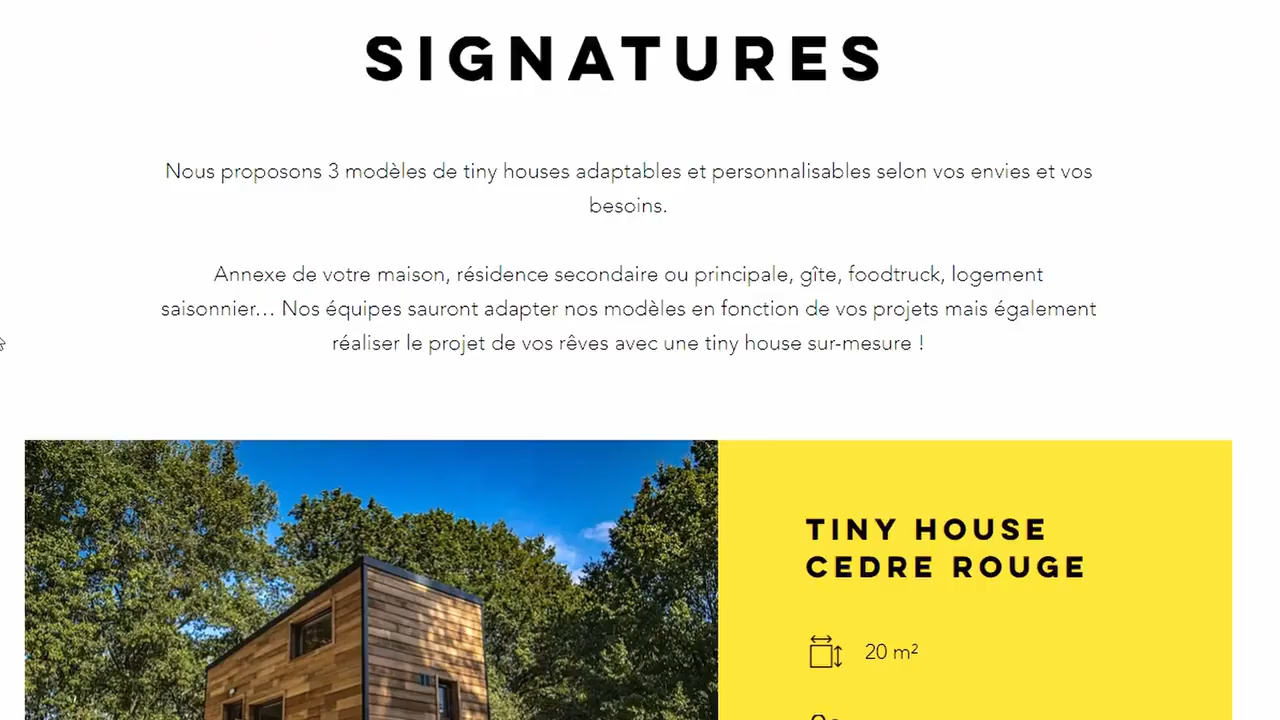 SIGNATURES
Nous proposons 3 modèles de tiny houses adaptables et personnalisables selon vos envies et vos
besoins.
Annexe de votre maison, résidence secondaire ou principale, gîte, foodtruck, logement
saisonnier... Nos équipes sauront adapter nos modèles en fonction de vos projets mais également
réaliser le projet de vos rêves avec une tiny house sur-mesure !
TINY HOUSE
CEDRE ROUGE
20 m²